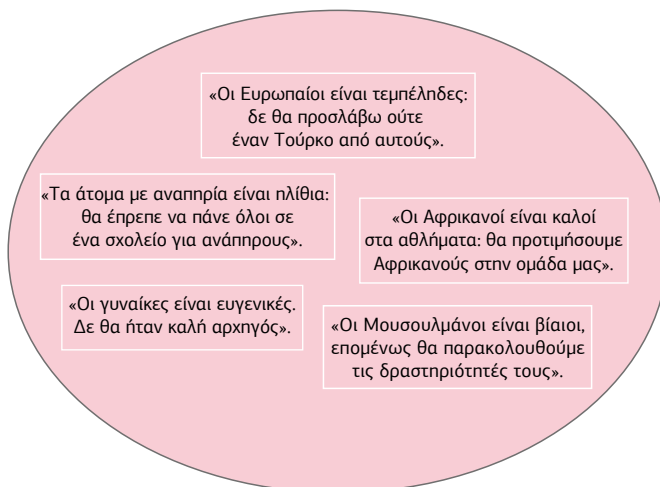 «Οι Ευρωπαίοι είναι τεμπέληδες:
δε θα προσλάβω ούτε
έναν Τούρκο από αυτούς».
«Τα άτομα με αναπηρία είναι ηλίθια:
θα έπρεπε να πάνε όλοι σε
ένα σχολείο για ανάπηρους».
«Οι Αφρικανοί είναι καλοί
στα αθλήματα: θα προτιμήσουμε
Αφρικανούς στην ομάδα μας».
«Οι γυναίκες είναι ευγενικές.
Δε θα ήταν καλή αρχηγός».
«Οι Μουσουλμάνοι είναι βίαιοι,
επομένως θα παρακολουθούμε
τις δραστηριότητές τους».